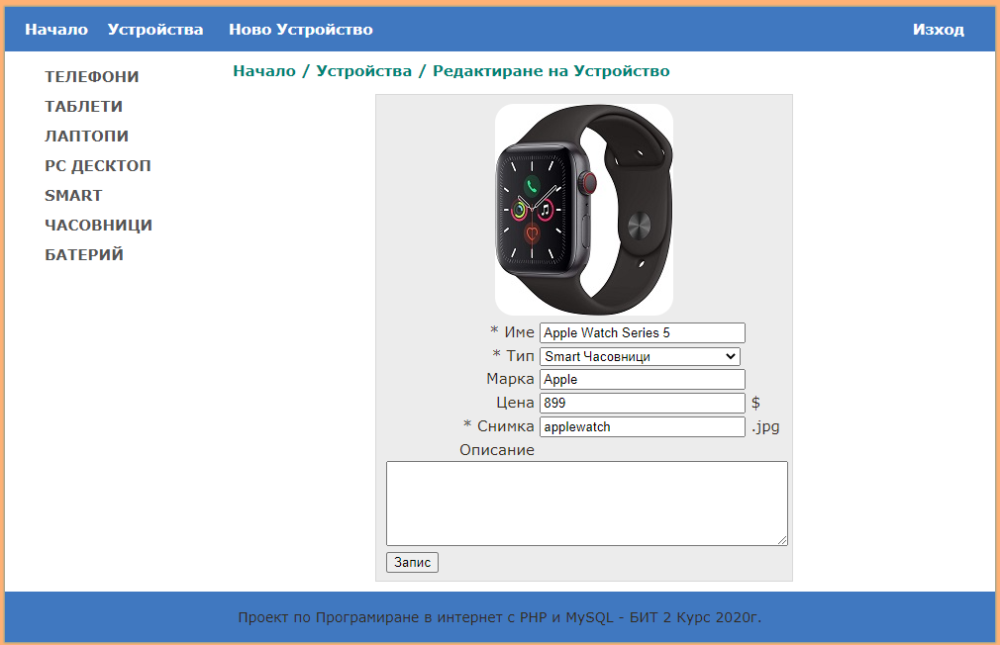 Начало Устройства Ново Устройство Изход
ТЕЛЕФОНИ
ТАБЛЕТИ
ЛАПТОПИ
PC ДЕСКТОП
SMART
ЧАСОВНИЦИ
БАТЕРИЙ
Начало / Устройства / Редактиране на Устройство
* Име Apple Watch Series 5
* Тип Smart Часовници
Марка Apple
Цена 899 $
* Снимка applewatch .jpg
Описание
Запис
Проект по Програмиране в интернет с PHP и MySQL - БИТ 2 Курс 2020г.